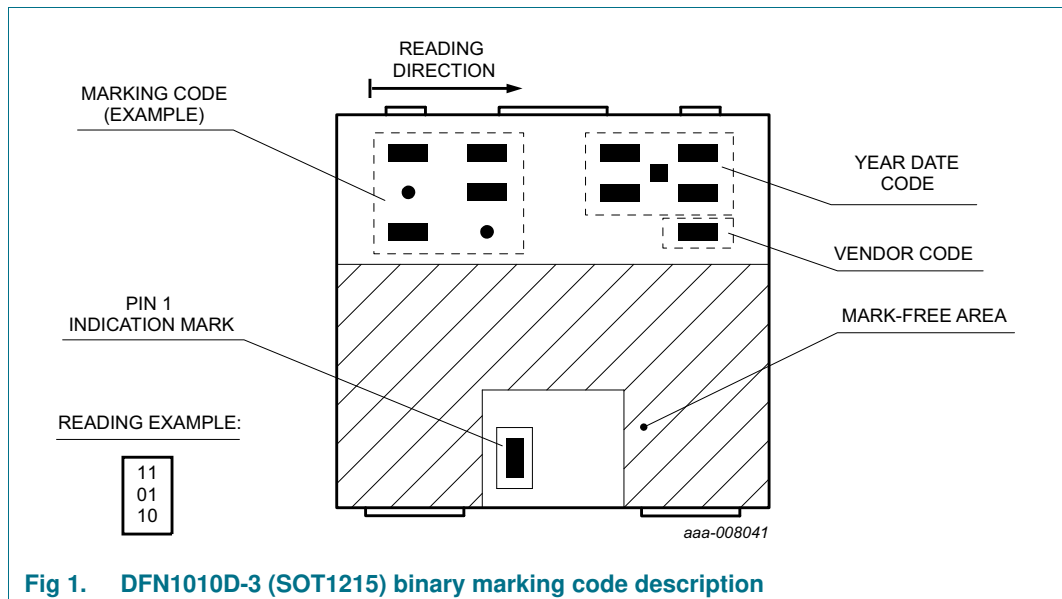 READING
DIRECTION
MARKING CODE
(EXAMPLE)
YEAR DATE
CODE
VENDOR CODE
PIN 1
INDICATION MARK
MARK-FREE AREA
READING EXAMPLE:
11
01
10
aaa-008041
Fig 1. DFN1010D-3 (SOT1215) binary marking code description